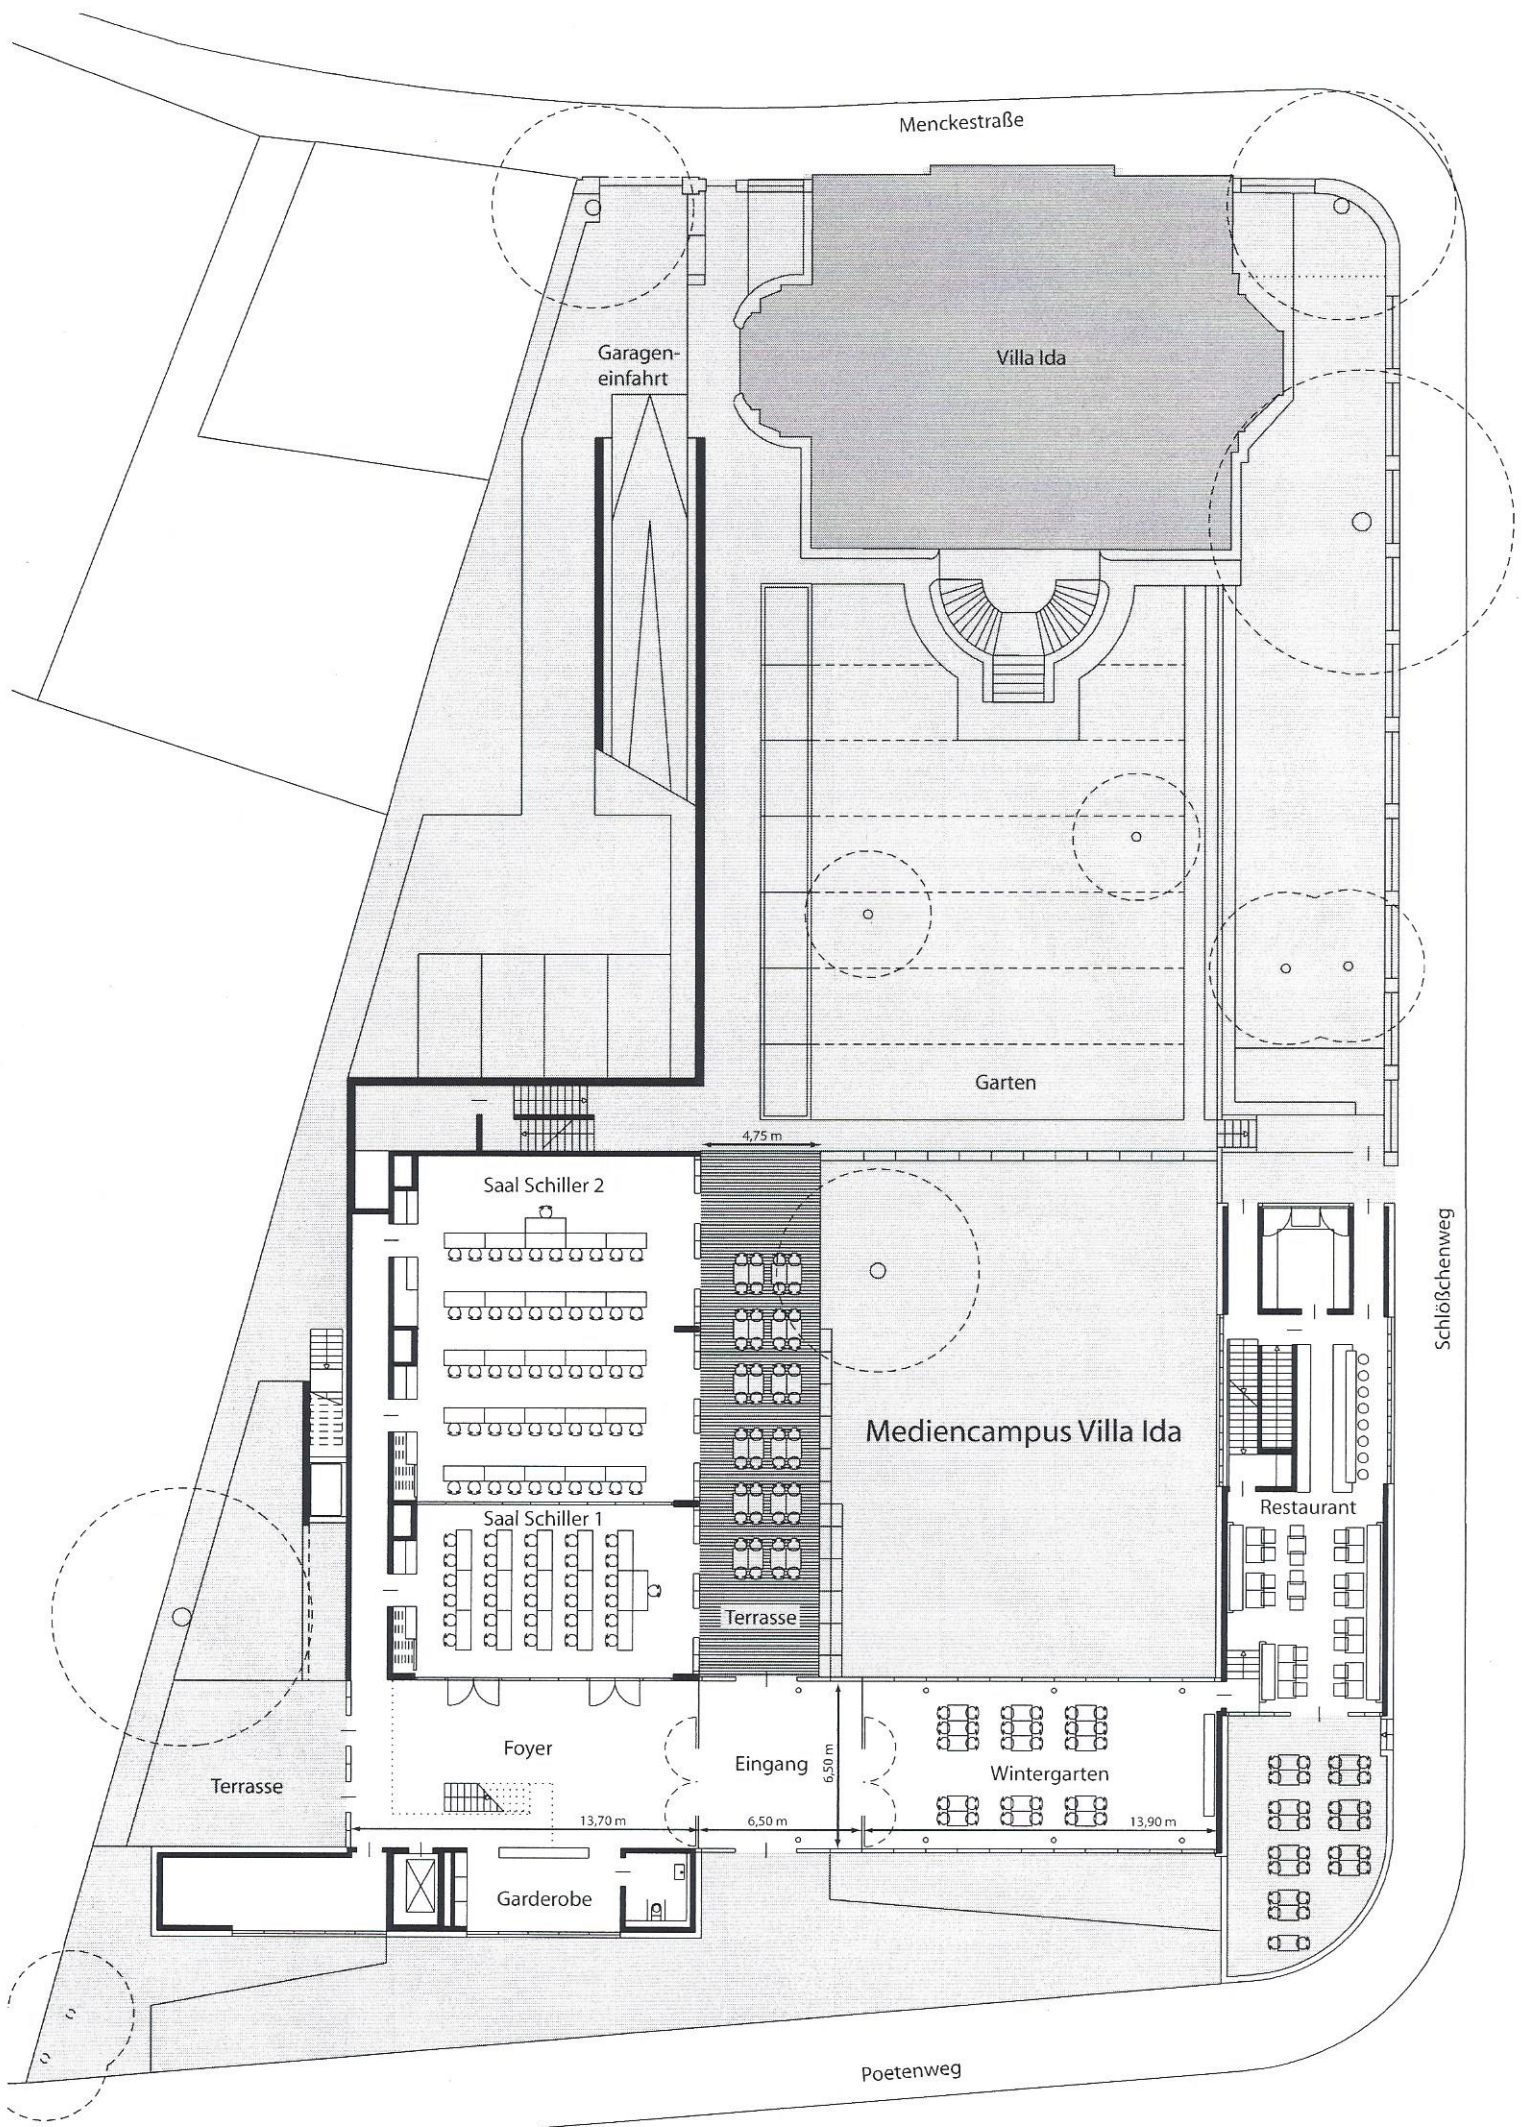 Menckestraße
Garagen-
einfahrt
Villa Ida
Garten
4,75 m
Saal Schiller 2
Schlößchenweg
Mediencampus Villa Ida
Restaurant
Saal Schiller 1
Terrasse
Foyer
Eingang
6,50 m
Wintergarten
Terrasse
13,70 m
6,50 m
13,90 m
Garderobe
Poetenweg